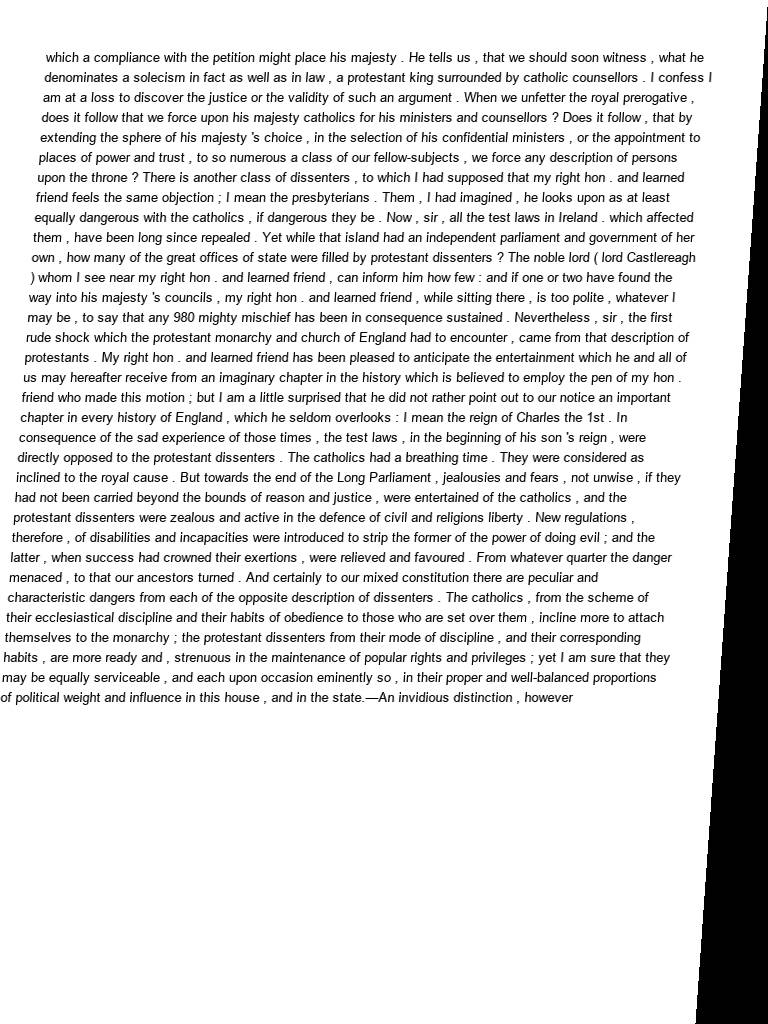 which a compliance with the petition might place his majesty . He tells us , that we should soon witness , what he
denominates a solecism in fact as well as in law , a protestant king surrounded by catholic counsellors . I confess I
am at a loss to discover the justice or the validity of such an argument . When we unfetter the royal prerogative ,
does it follow that we force upon his majesty catholics for his ministers and counsellors ? Does it follow , that by
extending the sphere of his majesty 's choice , in the selection of his confidential ministers , or the appointment to
places of power and trust , to so numerous a class of our fellow-subjects , we force any description of persons
upon the throne ? There is another class of dissenters , to which I had supposed that my right hon . and learned
friend feels the same objection ; I mean the presbyterians . Them , I had imagined , he looks upon as at least
equally dangerous with the catholics , if dangerous they be . Now , sir , all the test laws in Ireland . which affected
them , have been long since repealed . Yet while that island had an independent parliament and government of her
own , how many of the great offices of state were filled by protestant dissenters ? The noble lord ( lord Castlereagh
) whom I see near my right hon . and learned friend , can inform him how few : and if one or two have found the
way into his majesty 's councils , my right hon . and learned friend , while sitting there , is too polite , whatever I
may be , to say that any 980 mighty mischief has been in consequence sustained . Nevertheless , sir , the first
rude shock which the protestant monarchy and church of England had to encounter , came from that description of
protestants . My right hon . and learned friend has been pleased to anticipate the entertainment which he and all of
us may hereafter receive from an imaginary chapter in the history which is believed to employ the pen of my hon .
friend who made this motion ; but I am a little surprised that he did not rather point out to our notice an important
chapter in every history of England , which he seldom overlooks : I mean the reign of Charles the 1st . In
consequence of the sad experience of those times , the test laws , in the beginning of his son 's reign , were
directly opposed to the protestant dissenters . The catholics had a breathing time . They were considered as
inclined to the royal cause . But towards the end of the Long Parliament , jealousies and fears , not unwise , if they
had not been carried beyond the bounds of reason and justice , were entertained of the catholics , and the
protestant dissenters were zealous and active in the defence of civil and religions liberty . New regulations ,
therefore , of disabilities and incapacities were introduced to strip the former of the power of doing evil ; and the
latter , when success had crowned their exertions , were relieved and favoured . From whatever quarter the danger
menaced , to that our ancestors turned . And certainly to our mixed constitution there are peculiar and
characteristic dangers from each of the opposite description of dissenters . The catholics , from the scheme of
their ecclesiastical discipline and their habits of obedience to those who are set over them , incline more to attach
themselves to the monarchy ; the protestant dissenters from their mode of discipline , and their corresponding
habits , are more ready and , strenuous in the maintenance of popular rights and privileges ; yet I am sure that they
may be equally serviceable , and each upon occasion eminently so , in their proper and well-balanced proportions
of political weight and influence in this house , and in the state.—An invidious distinction , however